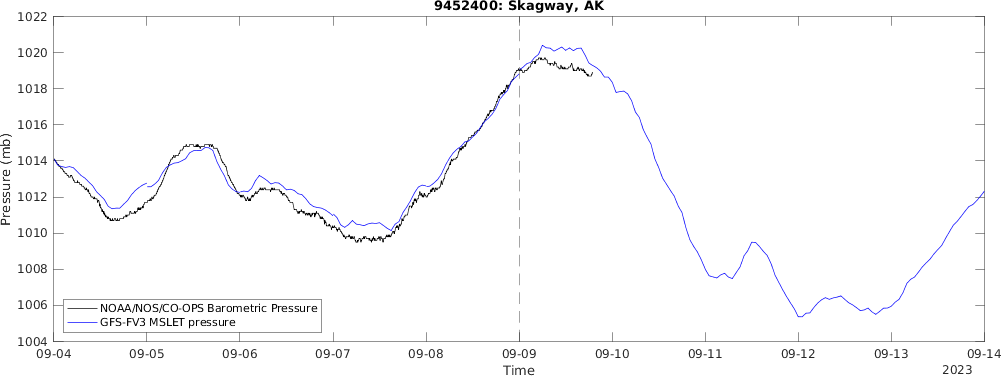 9452400: Skagway, AK
1022
1020
1018
1016
1014
1012
1010
1008
1006
1004
Pressure (mb)
NOAA/NOS/CO-OPS Barometric Pressure
GFS-FV3 MSLET pressure
09-04 09-05 09-06 09-07 09-08 09-09 09-10 09-11 09-12 09-13 09-14
Time
2023